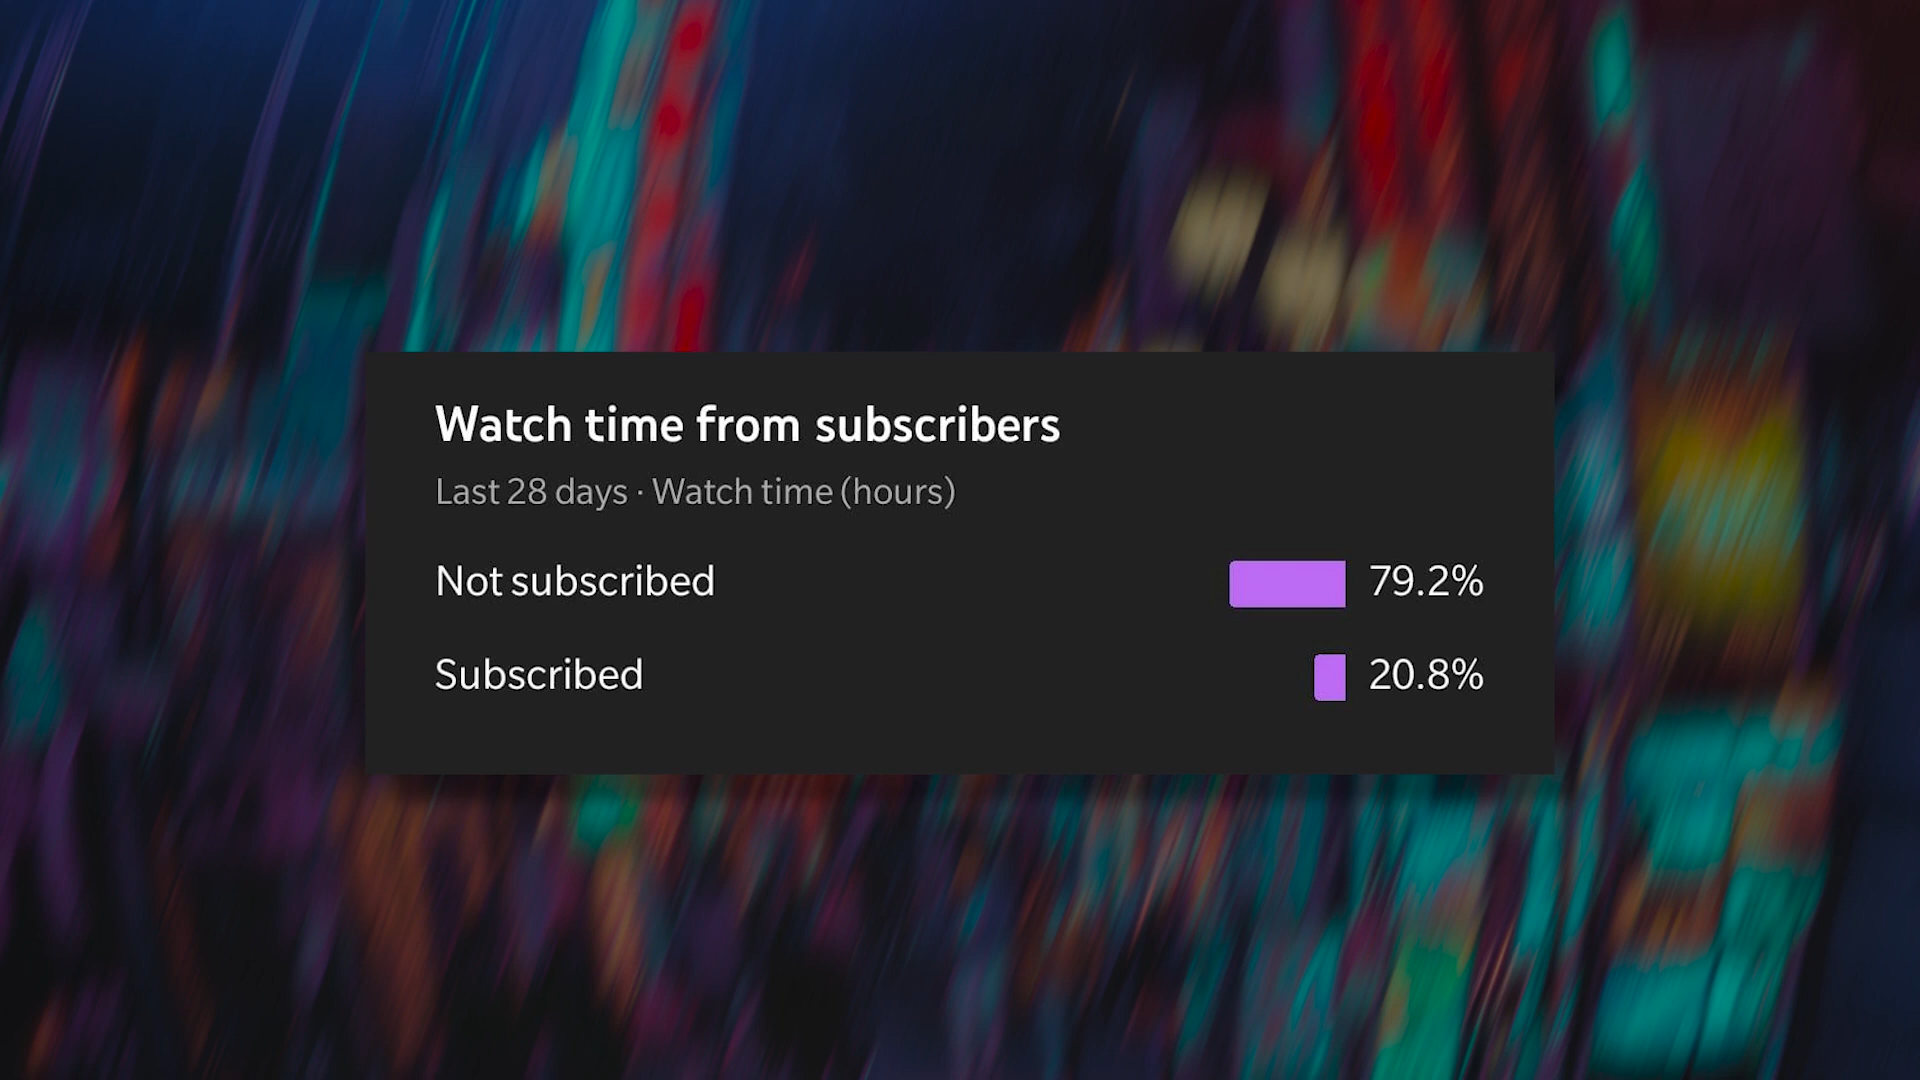 Watch time from subscribers
Last 28 days · Watch time (hours)
Not subscribed 79.2%
Subscribed 20.8%